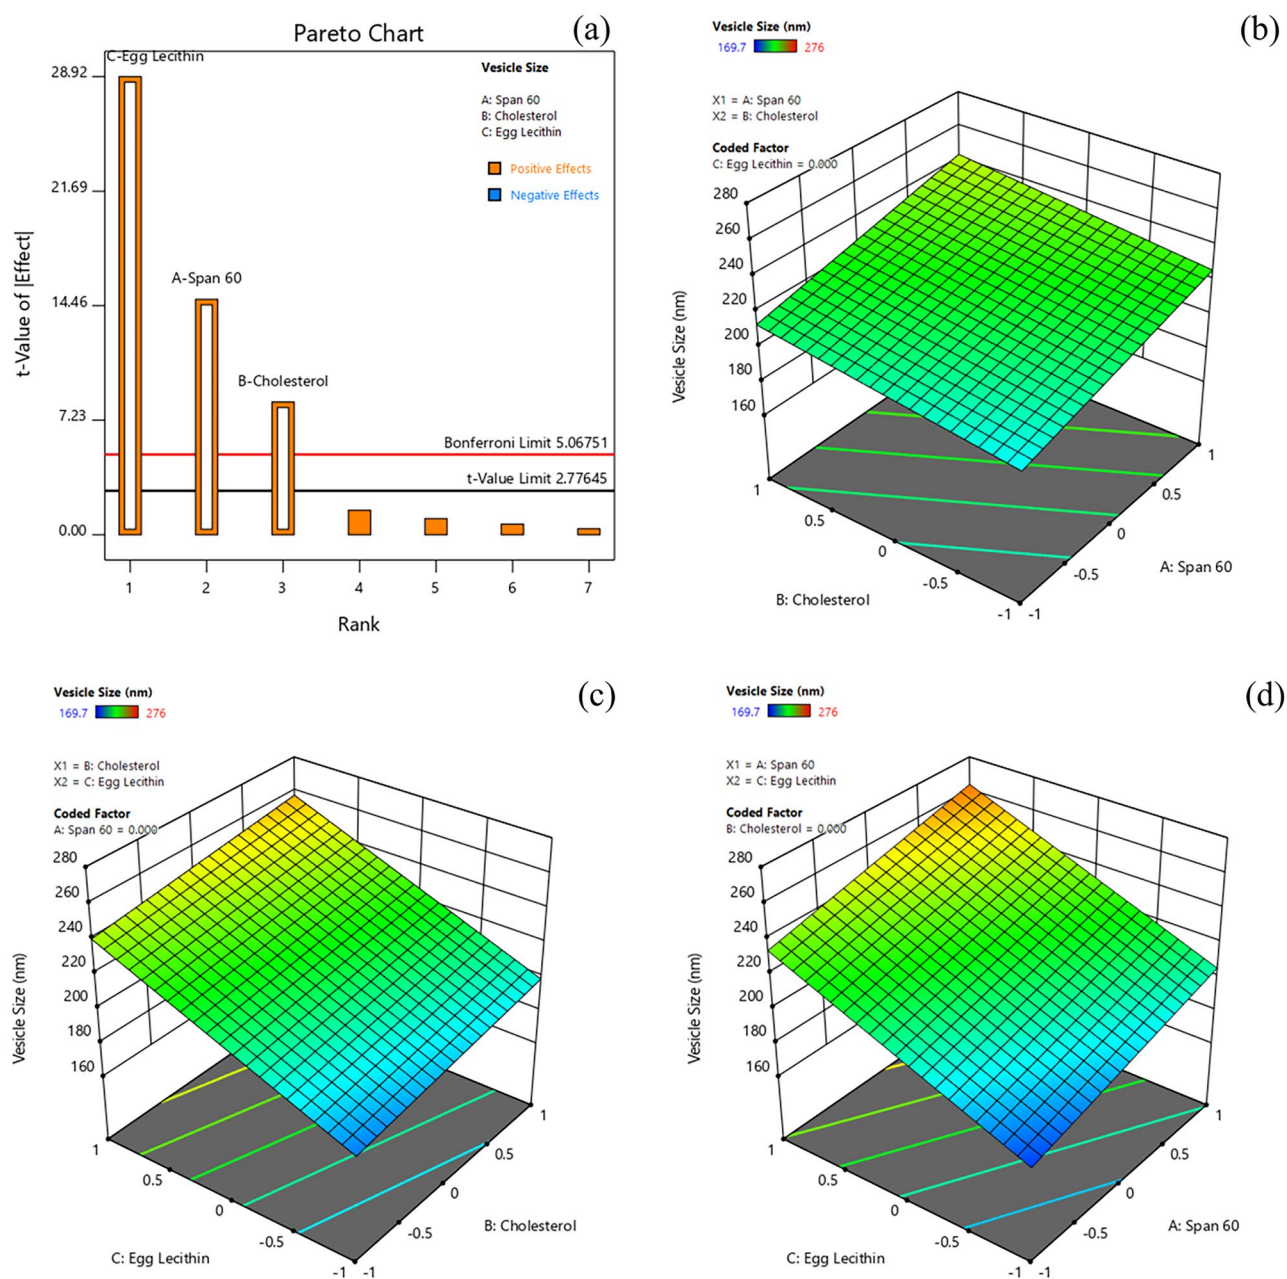 Pareto Chart
(a)
C-Egg Lecithin
A-Span 60
B-Cholesterol
Vesicle Size
A: Span 60
B: Cholesterol
C: Egg Lecithin
Positive Effects
Negative Effects
Bonferroni Limit 5.06751
t-Value Limit 2.77645
t-Value of |Effect|
28.92
21.69
14.46
7.23
0.00
1 2 3 4 5 6 7
Rank
(b)
Vesicle Size (nm)
169.7 276
X1 = A: Span 60
X2 = B: Cholesterol
Coded Factor
C: Egg Lecithin = 0.000
280
260
240
220
200
180
160
Vesicle Size (nm)
1 0.5 0 -0.5 -1
B: Cholesterol
-1 -0.5 0 0.5 1
A: Span 60
(c)
Vesicle Size (nm)
169.7 276
X1 = B: Cholesterol
X2 = C: Egg Lecithin
Coded Factor
A: Span 60 = 0.000
280
260
240
220
200
180
160
Vesicle Size (nm)
1 0.5 0 -0.5 -1
C: Egg Lecithin
-1 -0.5 0 0.5 1
B: Cholesterol
(d)
Vesicle Size (nm)
169.7 276
X1 = A: Span 60
X2 = C: Egg Lecithin
Coded Factor
B: Cholesterol = 0.000
280
260
240
220
200
180
160
Vesicle Size (nm)
1 0.5 0 -0.5 -1
C: Egg Lecithin
-1 -0.5 0 0.5 1
A: Span 60